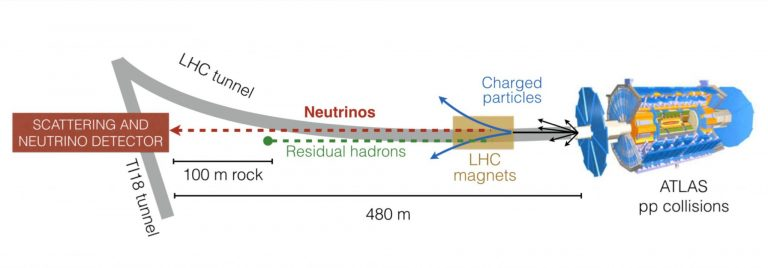 LHC tunnel
Charged
particles
Neutrinos
SCATTERING AND
NEUTRINO DETECTOR
Residual hadrons
LHC
magnets
100 m rock
TI18 tunnel
480 m
ATLAS
pp collisions